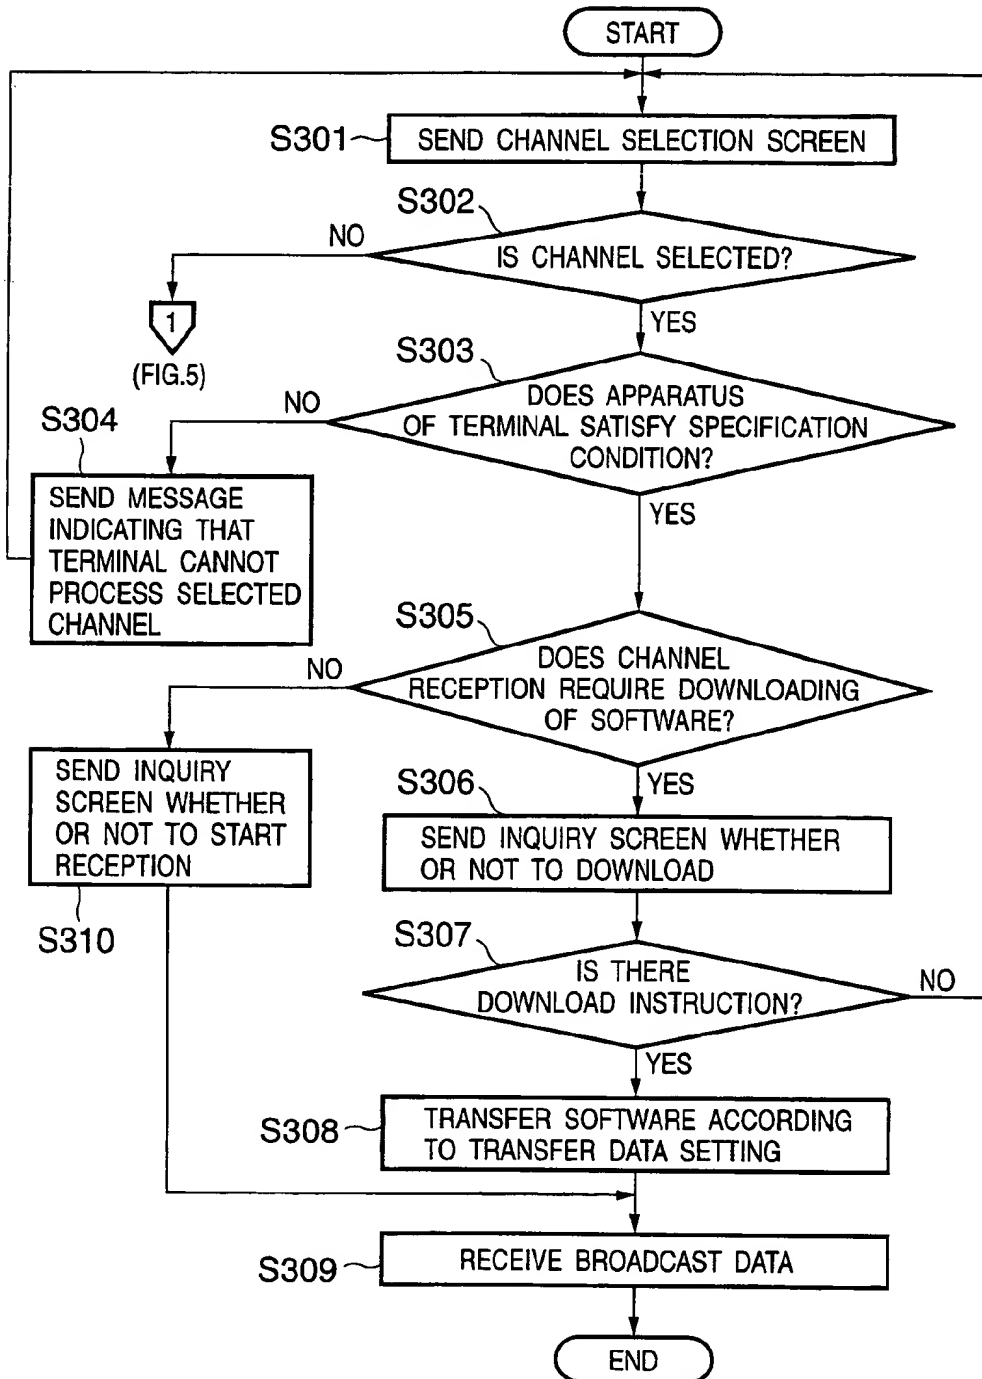 START
S301
SEND CHANNEL SELECTION SCREEN
S302
NO
IS CHANNEL SELECTED?
1
(FIG.5)
YES
S303
NO
DOES APPARATUS
OF TERMINAL SATISFY SPECIFICATION
CONDITION?
S304
SEND MESSAGE
INDICATING THAT
TERMINAL CANNOT
PROCESS SELECTED
CHANNEL
YES
S305
NO
DOES CHANNEL
RECEPTION REQUIRE DOWNLOADING
OF SOFTWARE?
SEND INQUIRY
SCREEN WHETHER
OR NOT TO START
RECEPTION
S310
YES
S306
SEND INQUIRY SCREEN WHETHER
OR NOT TO DOWNLOAD
S307
IS THERE
DOWNLOAD INSTRUCTION?
NO
YES
S308
TRANSFER SOFTWARE ACCORDING
TO TRANSFER DATA SETTING
S309
RECEIVE BROADCAST DATA
END